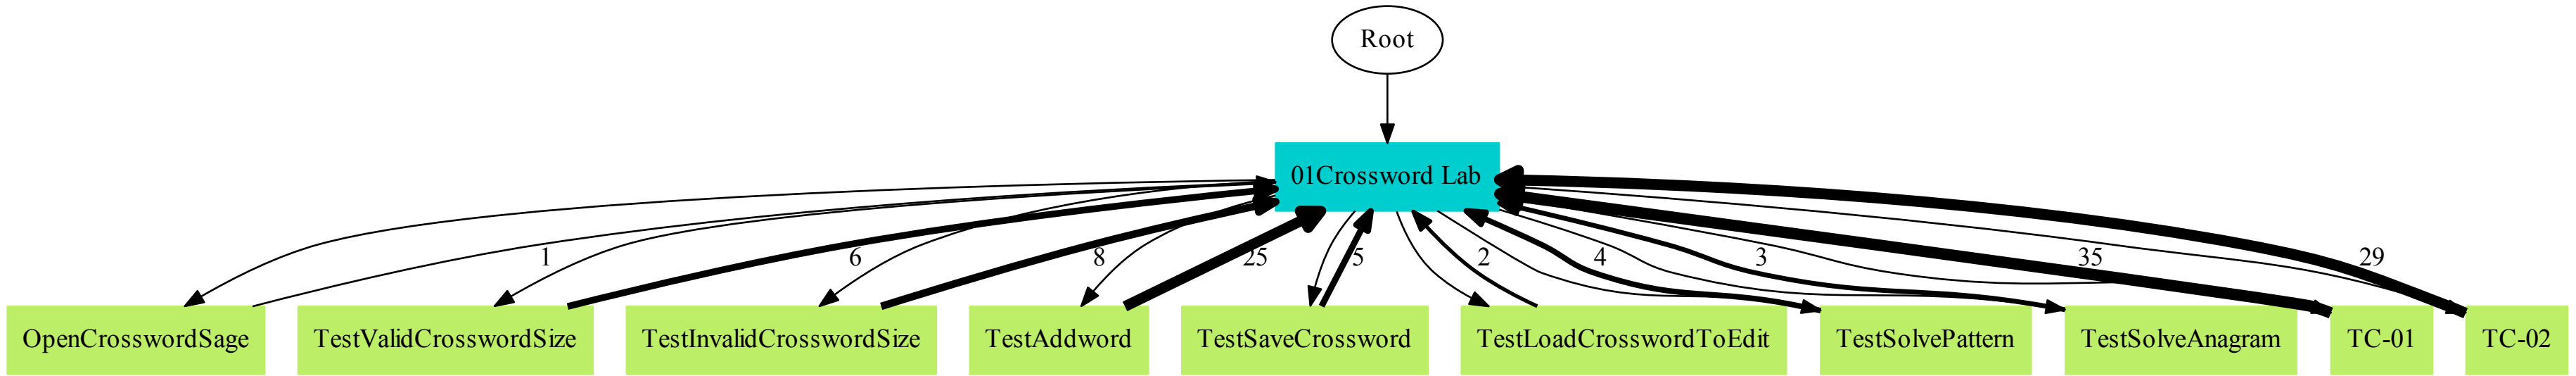 Root
01Crossword Lab
1
6
8
25
5
2
4
3
35
29
OpenCrosswordSage
TestValidCrosswordSize
TestInvalidCrosswordSize
TestAddword
TestSaveCrossword
TestLoadCrosswordToEdit
TestSolvePattern
TestSolveAnagram
TC-01
TC-02